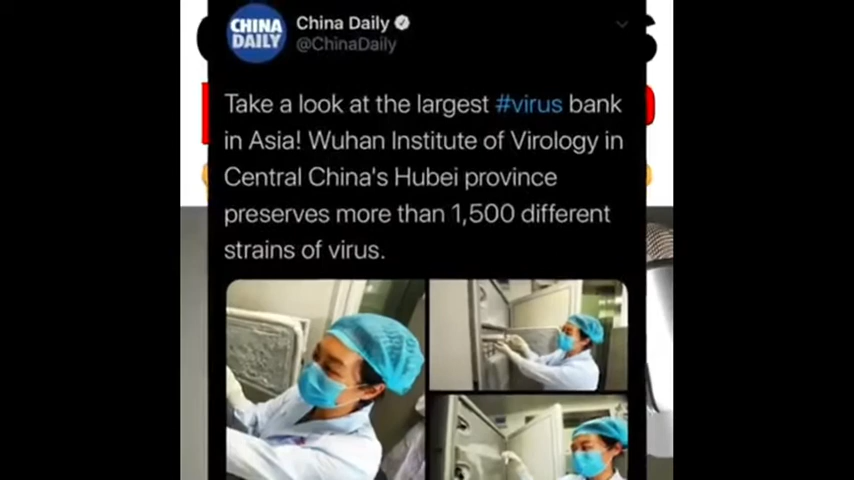 CHINA
DAILY
China Daily
@ChinaDaily
Take a look at the largest #virus bank
in Asia! Wuhan Institute of Virology in
Central China's Hubei province
preserves more than 1,500 different
strains of virus.